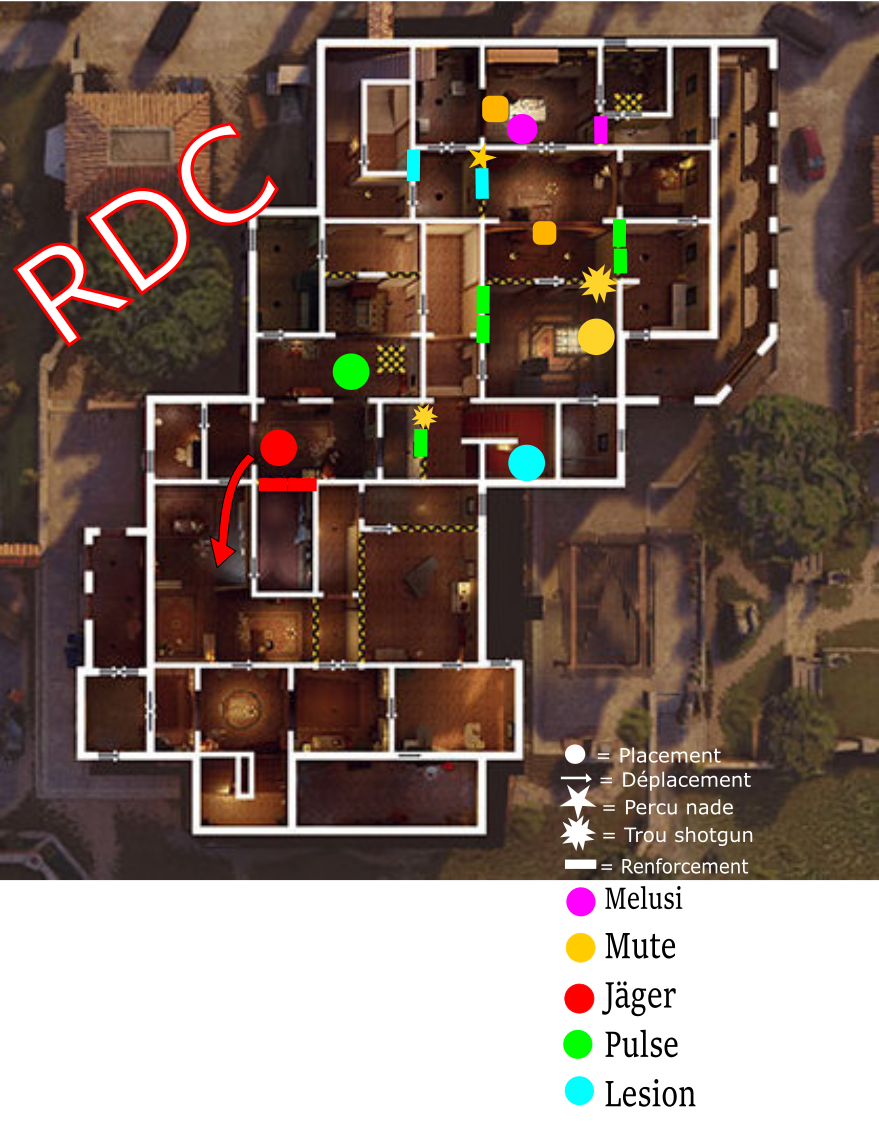 RDC
= Placement
= Déplacement
= Percu nade
= Trou shotgun
= Renforcement
Melusi
Mute
Jäger
Pulse
Lesion